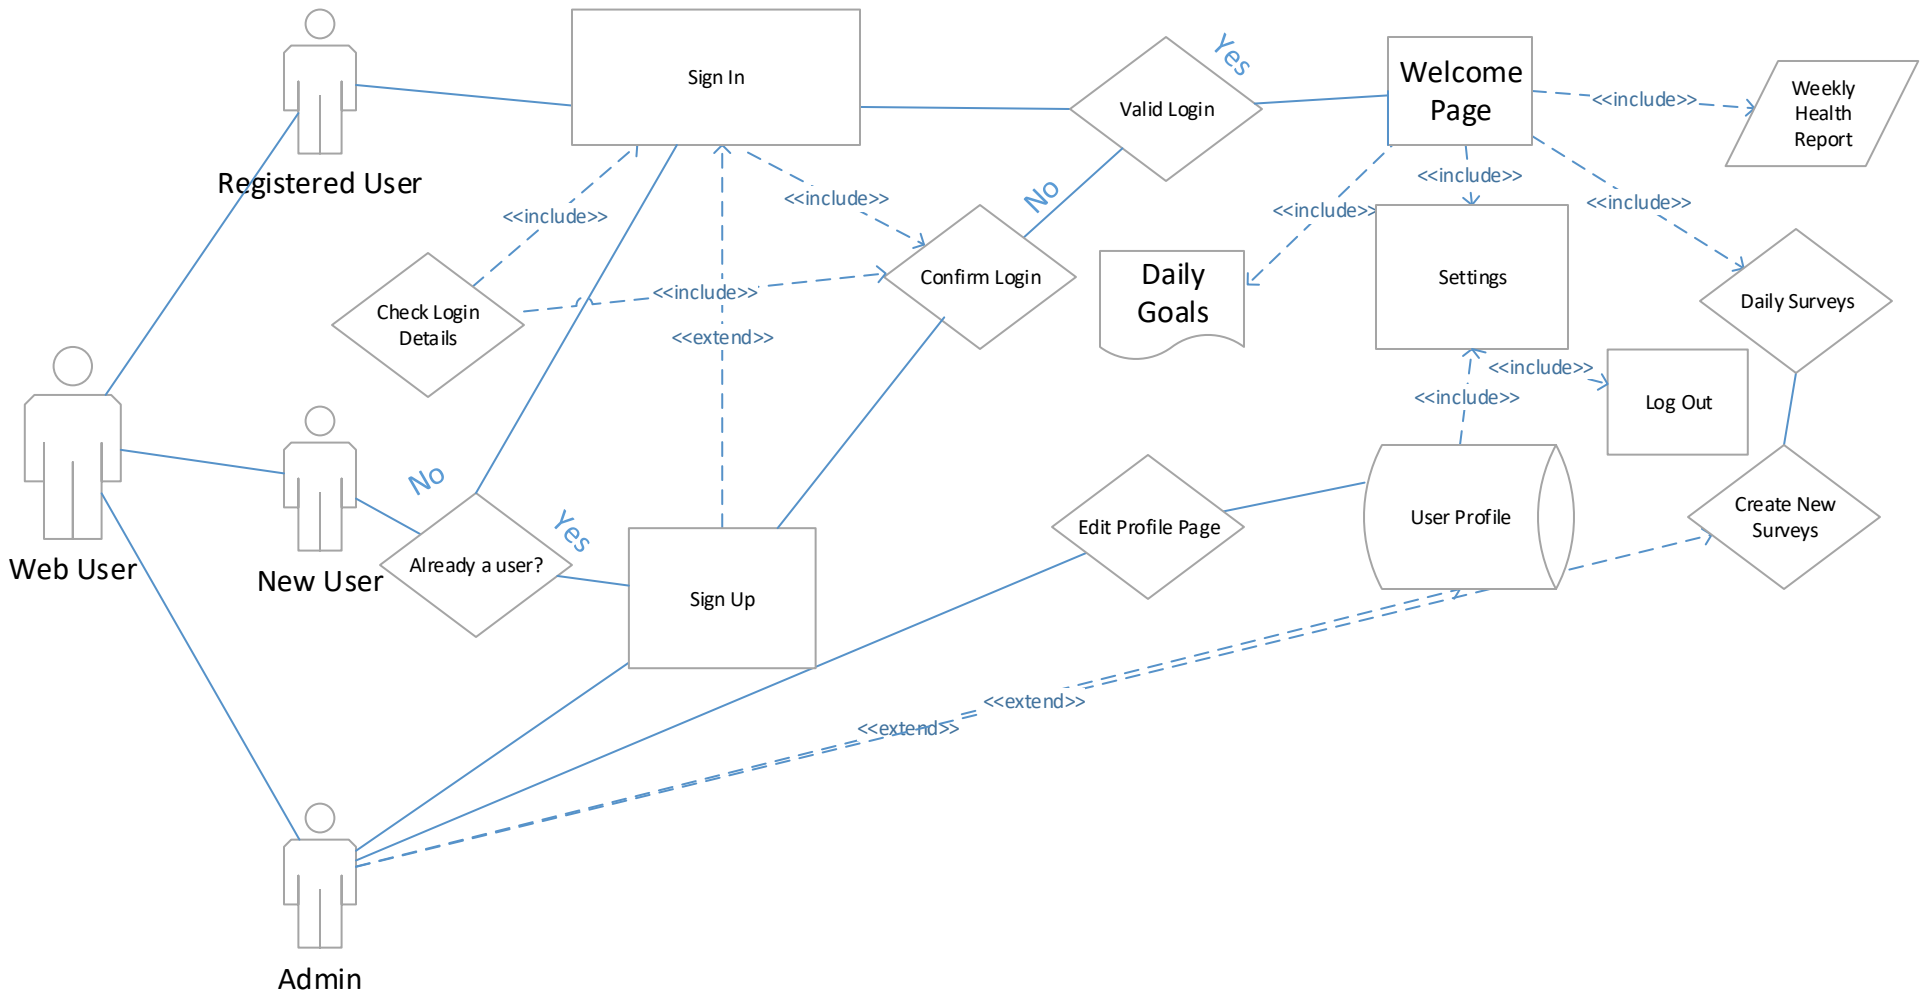 Sign In
Yes
Valid Login
Welcome
Page
<<include>>
Weekly
Health
Report
Registered User
<<include>>
<<include>>
No
<<include>>
<<include>>
<<include>>
Confirm Login
Check Login
Details
<<include>>
<<extend>>
Daily
Goals
Settings
Daily Surveys
<<include>>
<<include>>
Log Out
Web User
New User
No
Already a user?
Yes
Sign Up
Edit Profile Page
User Profile
Create New
Surveys
<<extend>>
<<extend>>
Admin